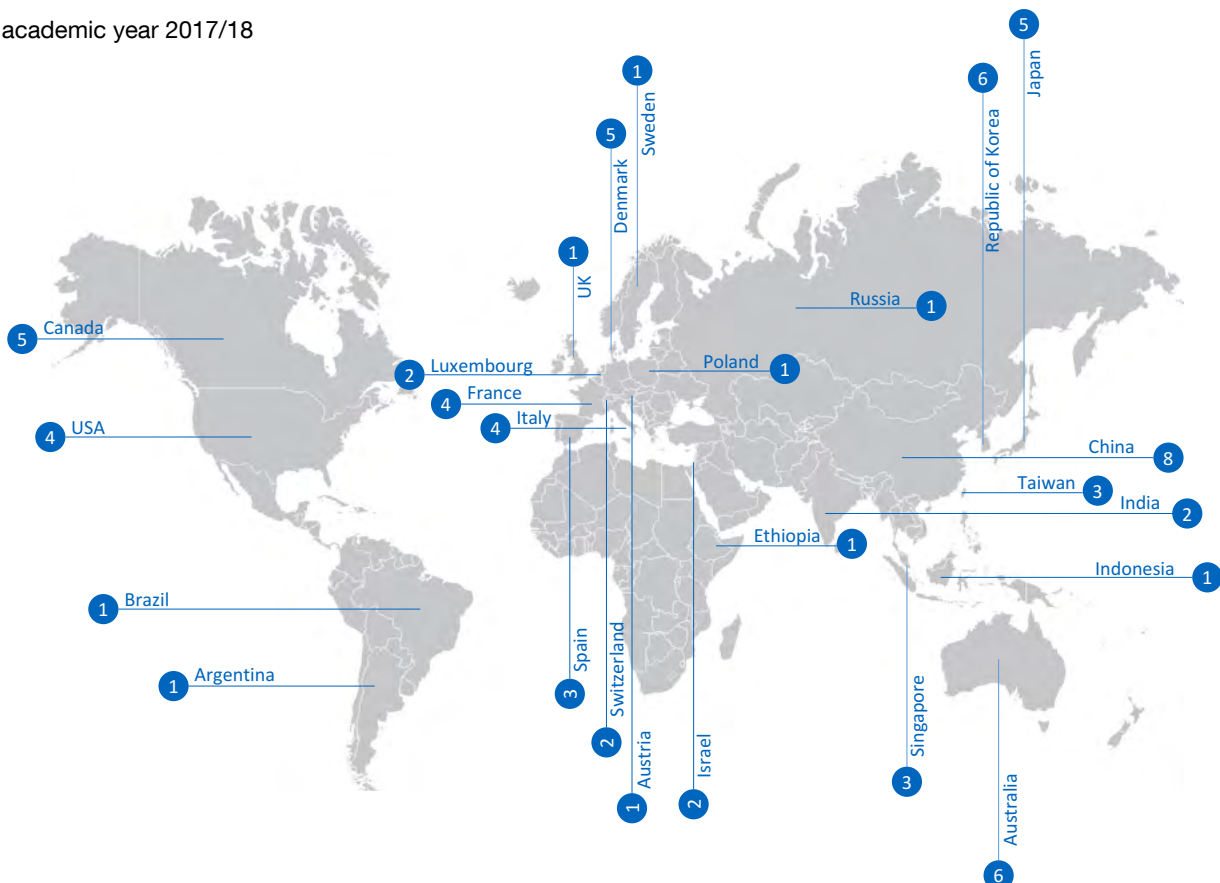 academic year 2017/18
5
Japan
6
Republic of Korea
1
Sweden
5
Denmark
1
UK
Russia 1
5 Canada
2 Luxembourg
Poland 1
4 France
4 Italy
4 USA
China 8
Taiwan 3
India 2
Ethiopia 1
Indonesia 1
1 Brazil
1 Argentina
Spain
3
Switzerland
2
Austria
1
Israel
2
Singapore
3
Australia
6